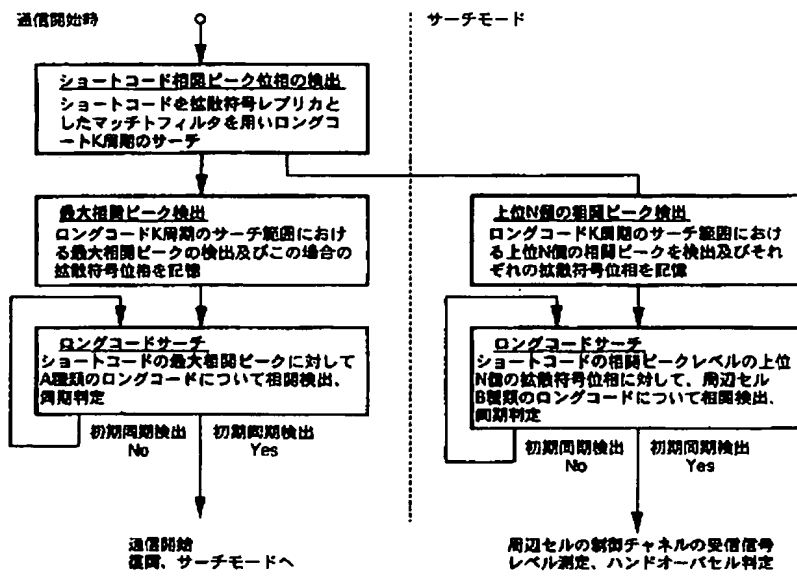 通信開始時
サーチモード
ショートコード相関ピーク位相の検出
ショートコードを拡散符号レプリカと
したマッチトフィルタを用いロングコ
ートK周期のサーチ
最大相関ピーク検出
ロングコードK周期のサーチ範囲におけ
る最大相関ピークの検出及びこの場合の
拡散符号位相を記憶
上位N個の相関ピーク検出
ロングコードK周期のサーチ範囲におけ
る上位N個の相関ピークを検出及びそれ
ぞれの拡散符号位相を記憶
ロングコードサーチ
ショートコードの最大相関ピークに対して
A種類のロングコードについて相関検出、
同期判定
ロングコードサーチ
ショートコードの相関ピークレベルの上位
N個の拡散符号位相に対して、周辺セル
B種類のロングコードについて相関検出、
同期判定
初期同期検出
No
初期同期検出
Yes
初期同期検出
No
初期同期検出
Yes
通信開始
復調、サーチモードへ
周辺セルの制御チャネルの受信信号
レベル測定、ハンドオーバセル判定